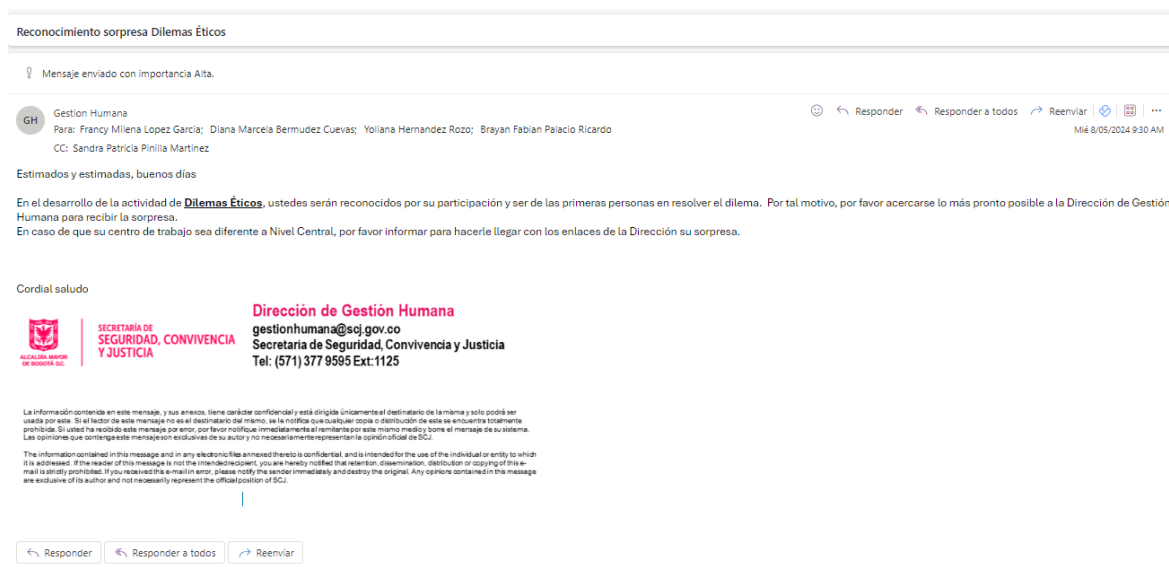 Reconocimiento sorpresa Dilemas Éticos
Mensaje enviado con importancia Alta.
GH
Gestion Humana
Para: Francy Milena Lopez Garcia; Diana Marcela Bermudez Cuevas; Yoliana Hernandez Rozo; Brayan Fabian Palacio Ricardo
CC: Sandra Patricia Pinilla Martinez
Responder
Responder a todos
Reenviar
Mié 8/05/2024 9:30 AM
Estimados y estimadas, buenos días
En el desarrollo de la actividad de Dilemas Éticos, ustedes serán reconocidos por su participación y ser de las primeras personas en resolver el dilema. Por tal motivo, por favor acercarse lo más pronto posible a la Dirección de Gestión
Humana para recibir la sorpresa.
En caso de que su centro de trabajo sea diferente a Nivel Central, por favor informar para hacerle llegar con los enlaces de la Dirección su sorpresa.
Cordial saludo
ALCALDÍA MAYOR
DE BOGOTÁ D.C.
SECRETARÍA DE
SEGURIDAD, CONVIVENCIA
Y JUSTICIA
Dirección de Gestión Humana
gestionhumana@scj.gov.co
Secretaria de Seguridad, Convivencia y Justicia
Tel: (571) 377 9595 Ext:1125
La información contenida en este mensaje, y sus anexos, tiene carácter confidencial y está dirigida únicamente al destinatario de la misma y solo podrá ser
usada por este. Si el lector de este mensaje no es el destinatario del mismo, se le notifica que cualquier copia o distribución de este se encuentra totalmente
prohibida. Si usted ha recibido este mensaje por error, por favor notifique inmediatamente al remitente por este mismo medio y borre el mensaje de su sistema.
Las opiniones que contenga este mensaje son exclusivas de su autor y no necesariamente representan la opinión oficial de SCJ.
The information contained in this message and in any electronic files annexed thereto is confidential, and is intended for the use of the individual or entity to which
it is addressed. If the reader of this message is not the intended recipient, you are hereby notified that retention, dissemination, distribution or copying of this e-
mail is strictly prohibited. If you received this e-mail in error, please notify the sender immediately and destroy the original. Any opinions contained in this message
are exclusive of its author and not necessarily represent the official position of SCJ.
Responder
Responder a todos
Reenviar